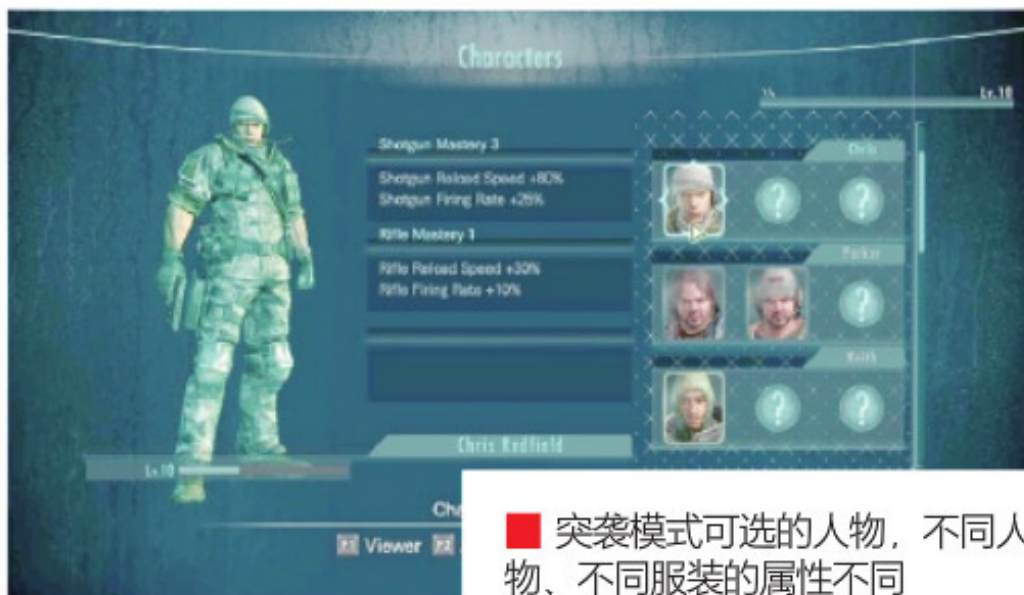 Characters
Lv.10
Shotgun Mastery 3
Shotgun Reload Speed +60%
Shotgun Firing Rate +25%
Rifle Mastery 1
Rifle Reload Speed +30%
Rifle Firing Rate +10%
Chris
Parker
Keith
Chris Redfield
Lv.10
Viewer
■ 突袭模式可选的人物，不同人
物、不同服装的属性不同